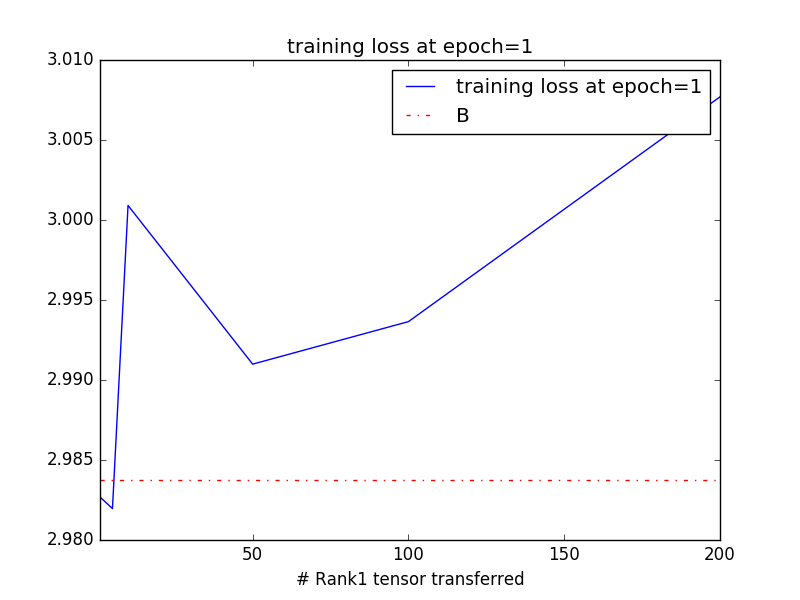 training loss at epoch=1
3.010
3.005
3.000
2.995
2.990
2.985
2.980
training loss at epoch=1
B
50
100
150
200
# Rank1 tensor transferred